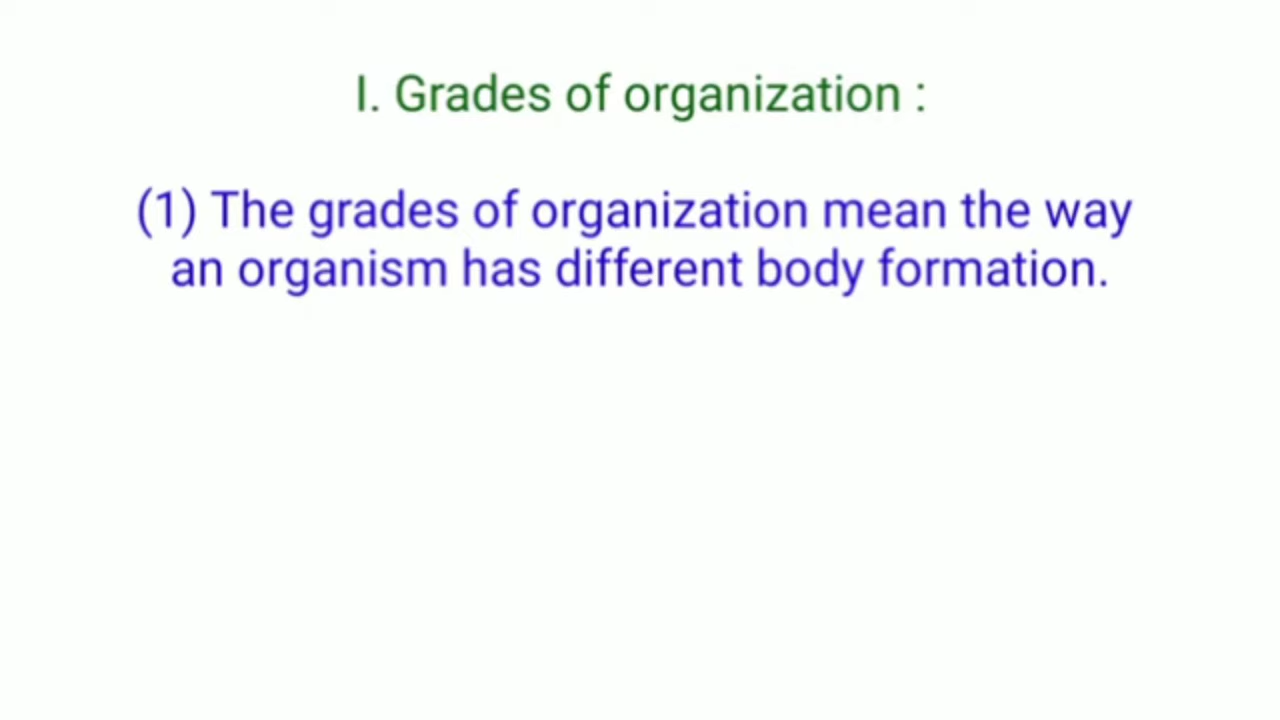 I. Grades of organization :
(1) The grades of organization mean the way
an organism has different body formation.